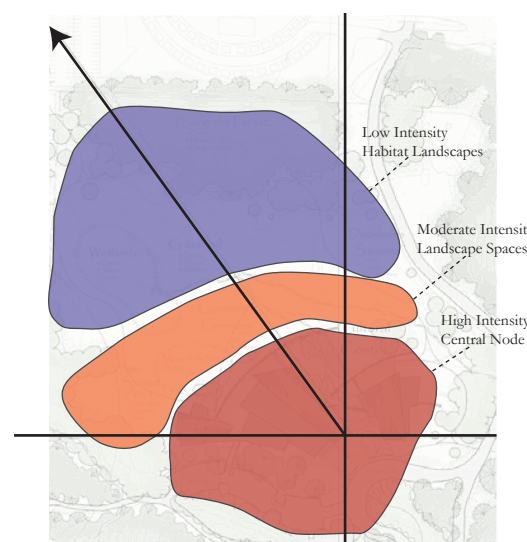 Low Intensity
Habitat Landscapes
Moderate Intensit
Landscape Spaces
High Intensity
Central Node